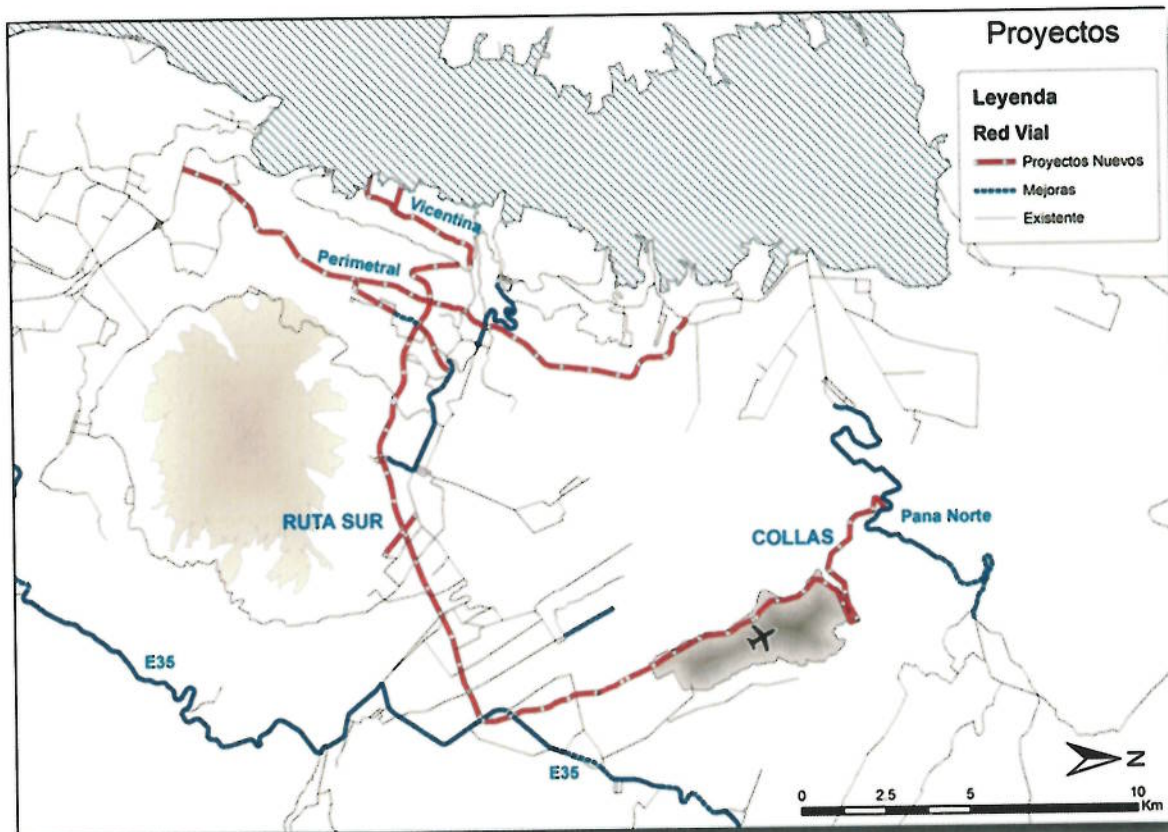 Proyectos
Leyenda
Red Vial
Proyectos Nuevos
Mejoras
Existente
Vicentina
Perimetral
RUTA SUR
COLLAS
Pana Norte
E35
E35
N
0 2.5 5 10
Km